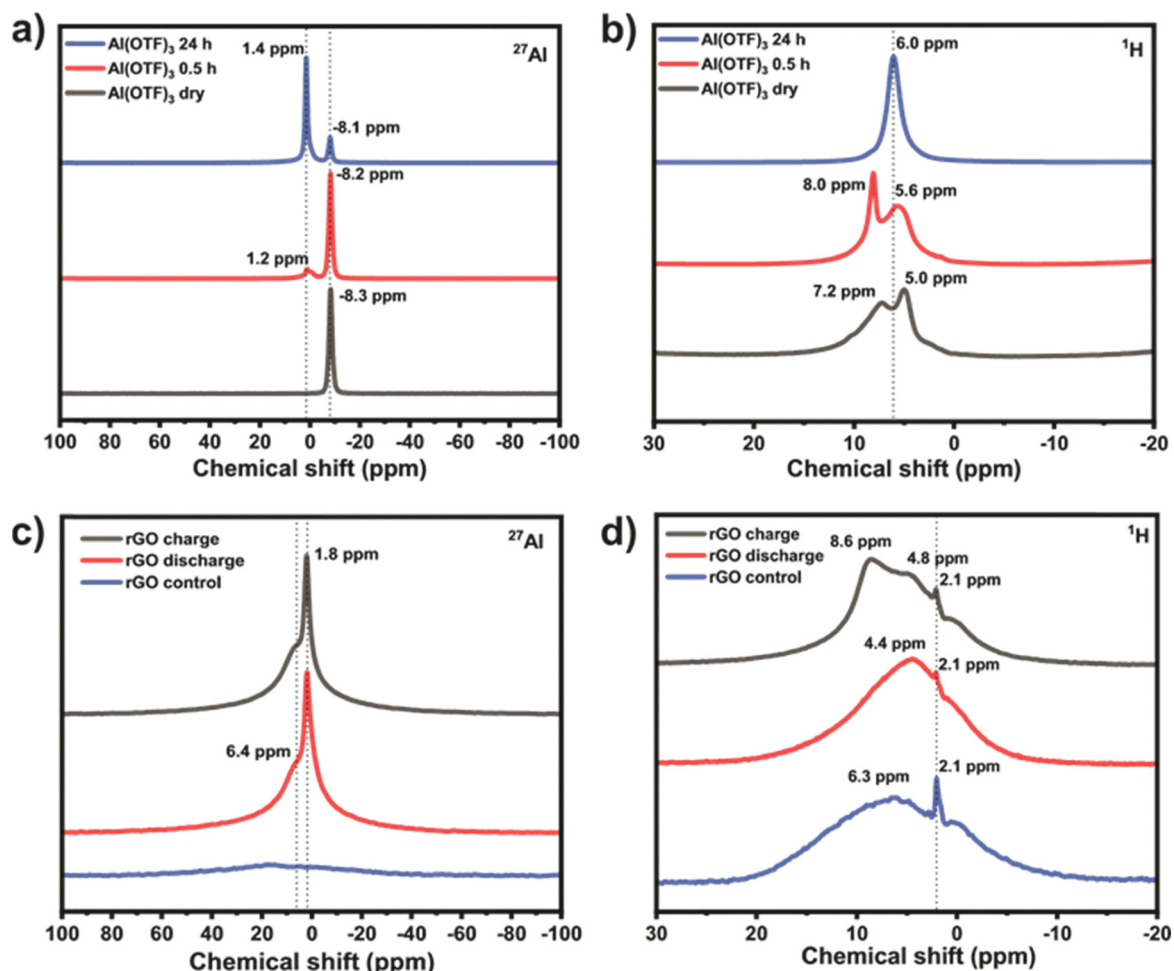 a)
Al(OTF)₃ 24 h
Al(OTF)₃ 0.5 h
Al(OTF)₃ dry
1.4 ppm
²⁷Al
-8.1 ppm
-8.2 ppm
1.2 ppm
-8.3 ppm
100 80 60 40 20 0 -20 -40 -60 -80 -100
Chemical shift (ppm)
b)
Al(OTF)₃ 24 h
Al(OTF)₃ 0.5 h
Al(OTF)₃ dry
6.0 ppm
¹H
8.0 ppm
5.6 ppm
7.2 ppm
5.0 ppm
30 20 10 0 -10 -20
Chemical shift (ppm)
c)
rGO charge
rGO discharge
rGO control
²⁷Al
1.8 ppm
6.4 ppm
100 80 60 40 20 0 -20 -40 -60 -80 -100
Chemical shift (ppm)
d)
rGO charge
rGO discharge
rGO control
¹H
8.6 ppm
4.8 ppm
2.1 ppm
4.4 ppm
2.1 ppm
6.3 ppm
2.1 ppm
30 20 10 0 -10 -20
Chemical shift (ppm)